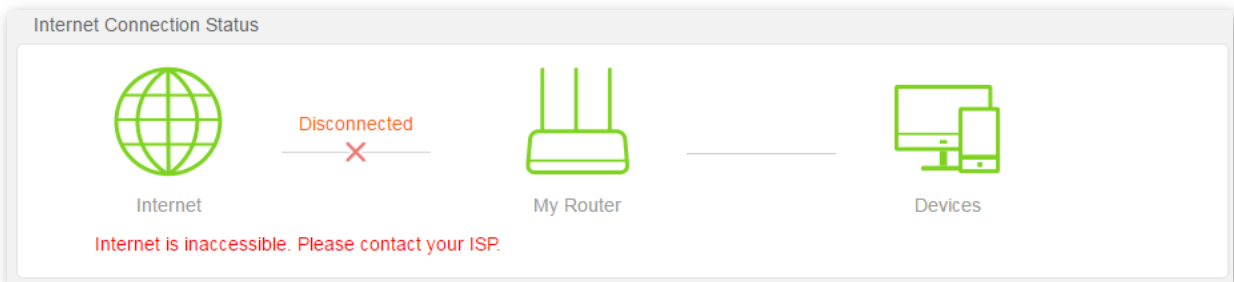 Internet Connection Status
Disconnected
Internet
My Router
Devices
Internet is inaccessible. Please contact your ISP.